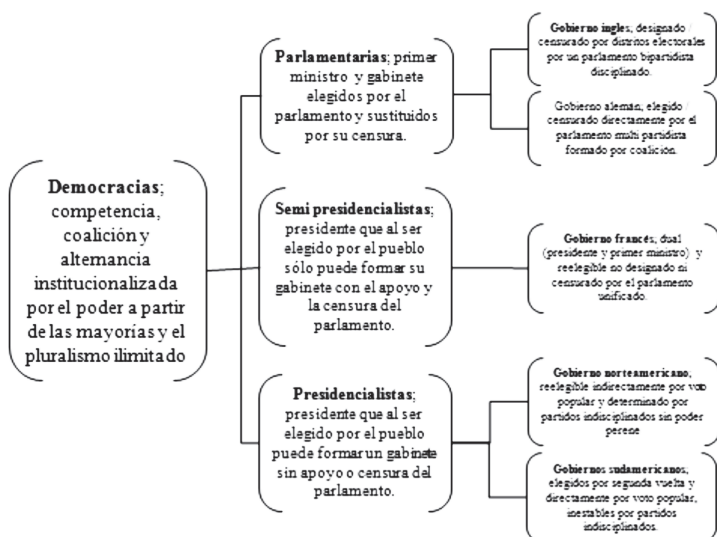 Democracias;
competencia,
coalición y
alternancia
institucionalizada
por el poder a partir
de las mayorías y el
pluralismo ilimitado
Parlamentarias; primer
ministro y gabinete
elegidos por el
parlamento y sustituidos
por su censura.
Gobierno ingles; designado /
censurado por distritos electorales
por un parlamento bipartidista
disciplinado.
Gobierno alemán; elegido /
censurado directamente por el
parlamento multi partidista
formado por coalición.
Semi presidencialistas;
presidente que al ser
elegido por el pueblo
sólo puede formar su
gabinete con el apoyo y
la censura del
parlamento.
Gobierno francés; dual
(presidente y primer ministro) y
reelegible no designado ni
censurado por el parlamento
unificado.
Presidencialistas;
presidente que al ser
elegido por el pueblo
puede formar un gabinete
sin apoyo o censura del
parlamento.
Gobierno norteamericano;
reelegible indirectamente por voto
popular y determinado por
partidos indisciplinados sin poder
perene
Gobiernos sudamericanos;
elegidos por segunda vuelta y
directamente por voto popular,
inestables por partidos
indisciplinados.